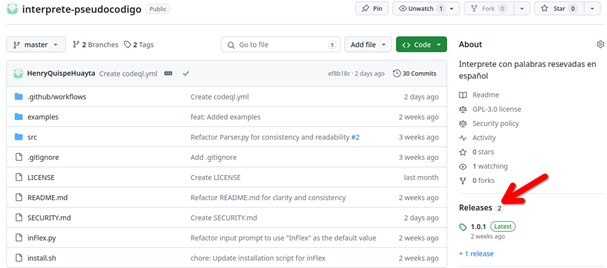 interprete-pseudocodigo Public
Pin Unwatch 1 Fork 0 Star 0
master 2 Branches 2 Tags Go to file t Add file Code
About
HenryQuispeHuayta Create codeql.yml ef8b18c · 2 days ago 30 Commits
Interprete con palabras resevadas en
español
.github/workflows Create codeql.yml 2 days ago
examples feat: Added examples 2 weeks ago
src Refactor Parser.py for consistency and readability #2 3 weeks ago
.gitignore Add .gitignore 3 weeks ago
LICENSE Create LICENSE last month
README.md Refactor README.md for clarity and consistency 2 weeks ago
SECURITY.md Create SECURITY.md 2 days ago
inFlex.py Refactor input prompt to use "InFlex" as the default value 2 weeks ago
install.sh chore: Update installation script for inFlex 2 weeks ago
Readme
GPL-3.0 license
Security policy
Activity
0 stars
1 watching
0 forks
Releases 2
1.0.1 Latest
2 weeks ago
+ 1 release